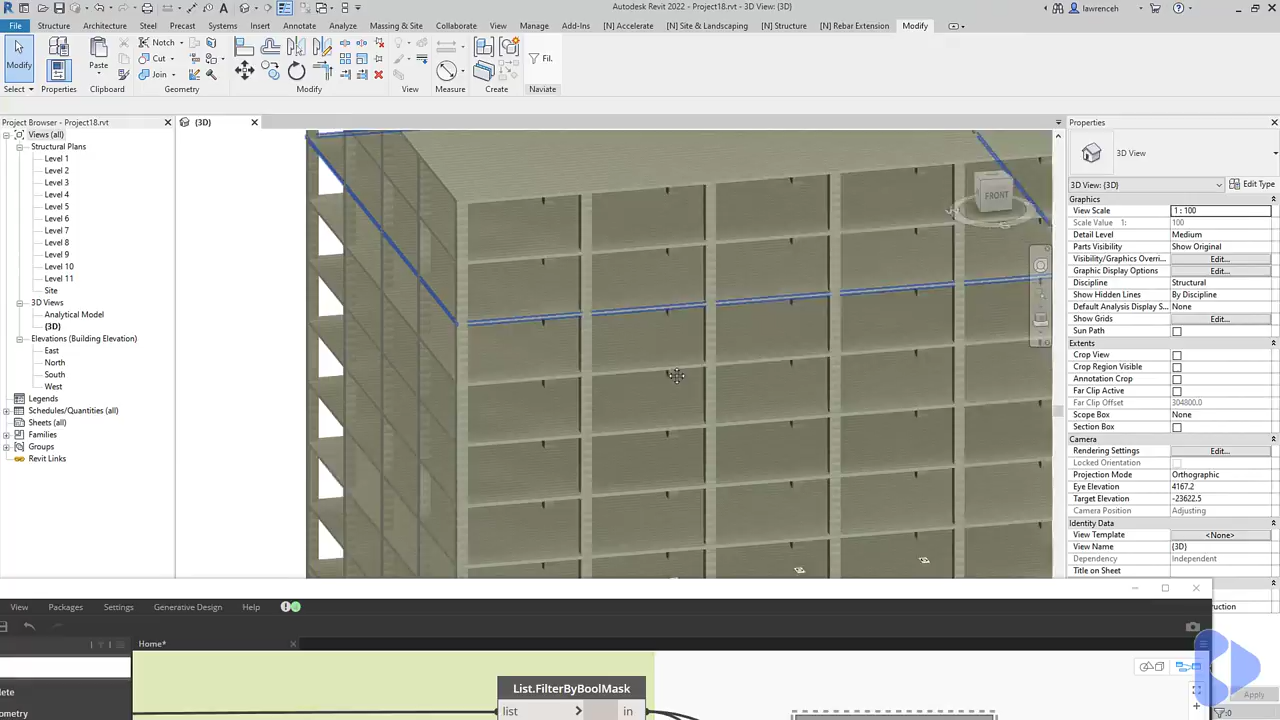 Autodesk Revit 2022 - Project18.rvt - 3D View: {3D}
lawrencech
File
Architecture
Structure
Steel
Precast
Systems
Insert
Annotate
Analyze
Massing & Site
Collaborate
View
Manage
Add-Ins
[N] Accelerate
[N] Site & Landscaping
[N] Structure
[N] Rebar Extension
Modify
Modify
Properties
Paste
Notch
Cut
Join
Fil.
Select
Properties
Clipboard
Geometry
Modify
View
Measure
Create
Naviate
Project Browser - Project18.rvt
Views (all)
Structural Plans
Level 1
Level 2
Level 3
Level 4
Level 5
Level 6
Level 7
Level 8
Level 9
Level 10
Level 11
Site
3D Views
Analytical Model
{3D}
Elevations (Building Elevation)
East
North
South
West
Legends
Schedules/Quantities (all)
Sheets (all)
Families
Groups
Revit Links
{3D}
FRONT
Properties
3D View
3D View: {3D}
Edit Type
Graphics
View Scale 1 : 100
Scale Value 1: 100
Detail Level Medium
Parts Visibility Show Original
Visibility/Graphics Overri... Edit...
Graphic Display Options Edit...
Discipline Structural
Show Hidden Lines By Discipline
Default Analysis Display S... None
Show Grids Edit...
Sun Path
Extents
Crop View
Crop Region Visible
Annotation Crop
Far Clip Active
Far Clip Offset 304800.0
Scope Box None
Section Box
Camera
Rendering Settings Edit...
Locked Orientation
Projection Mode Orthographic
Eye Elevation 4167.2
Target Elevation -23622.5
Camera Position Adjusting
Identity Data
View Template <None>
View Name {3D}
Dependency Independent
Title on Sheet
ruction
Apply
:0
View
Packages
Settings
Generative Design
Help
Home*
lete
eometry
List.FilterByBoolMask
list > in